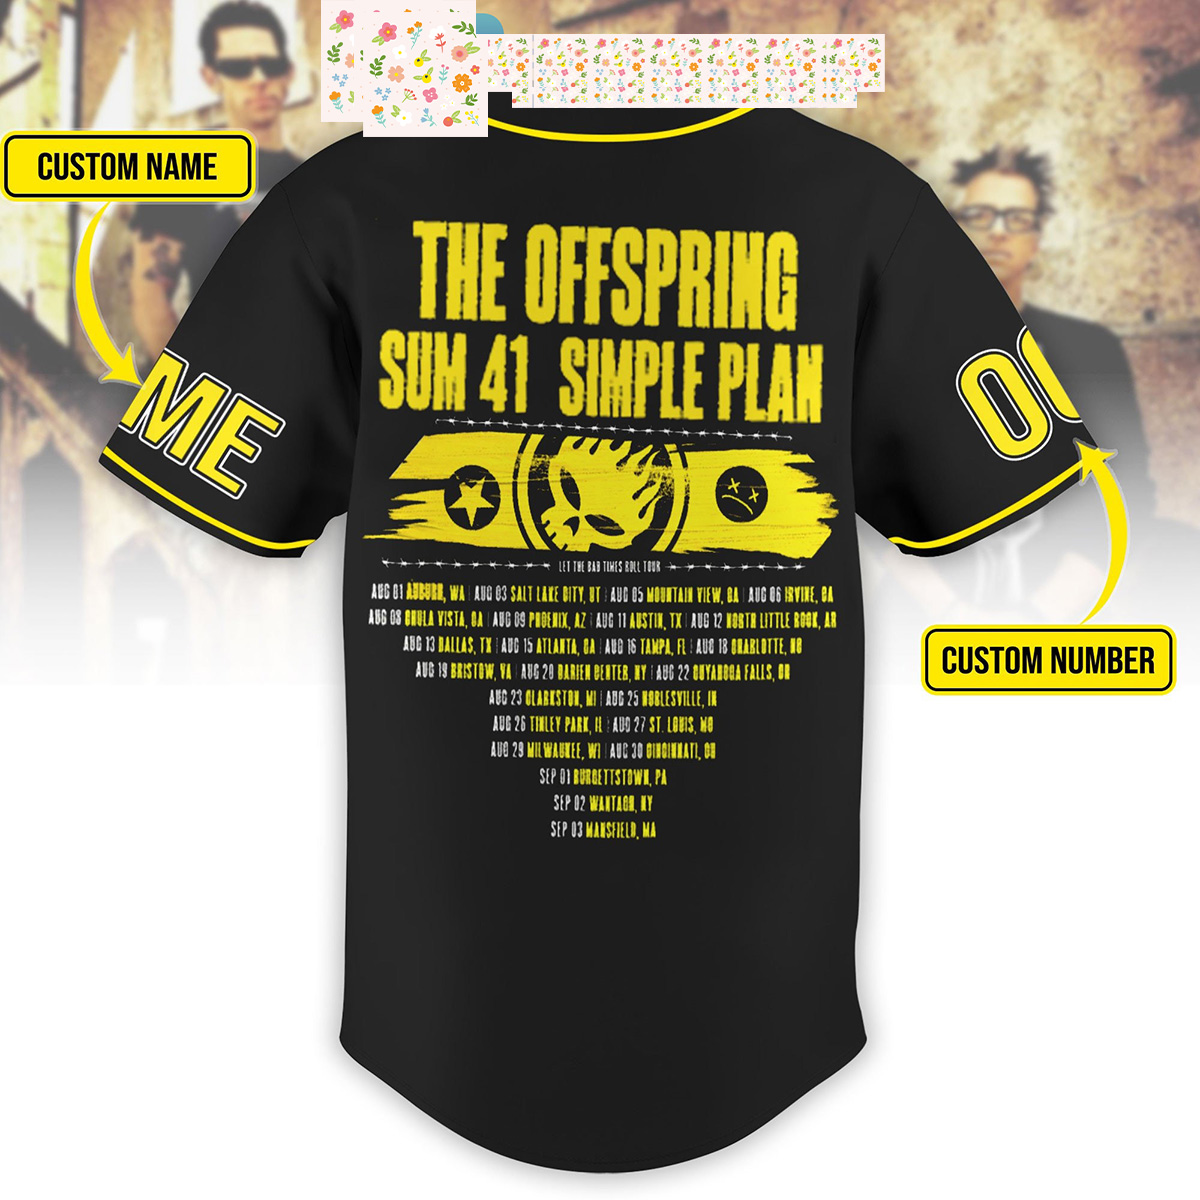 CUSTOM NAME
THE OFFSPRING
SUM 41 SIMPLE PLAN
ME
LET THE BAD TIMES ROLL TOUR
AUG 01 AUBURN, WA | AUG 03 SALT LAKE CITY, UT | AUG 05 MOUNTAIN VIEW, CA | AUG 06 IRVINE, CA
AUG 08 CHULA VISTA, CA | AUG 09 PHOENIX, AZ | AUG 11 AUSTIN, TX | AUG 12 NORTH LITTLE ROCK, AR
AUG 13 DALLAS, TX | AUG 15 ATLANTA, GA | AUG 16 TAMPA, FL | AUG 18 CHARLOTTE, NC
AUG 19 BRISTOW, VA | AUG 20 DARIEN CENTER, NY | AUG 22 CUYAHOGA FALLS, OH
AUG 23 CLARKSTON, MI | AUG 25 NOBLESVILLE, IN
AUG 26 TINLEY PARK, IL | AUG 27 ST. LOUIS, MO
AUG 29 MILWAUKEE, WI | AUG 30 CINCINNATI, OH
SEP 01 BURGETTSTOWN, PA
SEP 02 WANTAGH, NY
SEP 03 MANSFIELD, MA
CUSTOM NUMBER